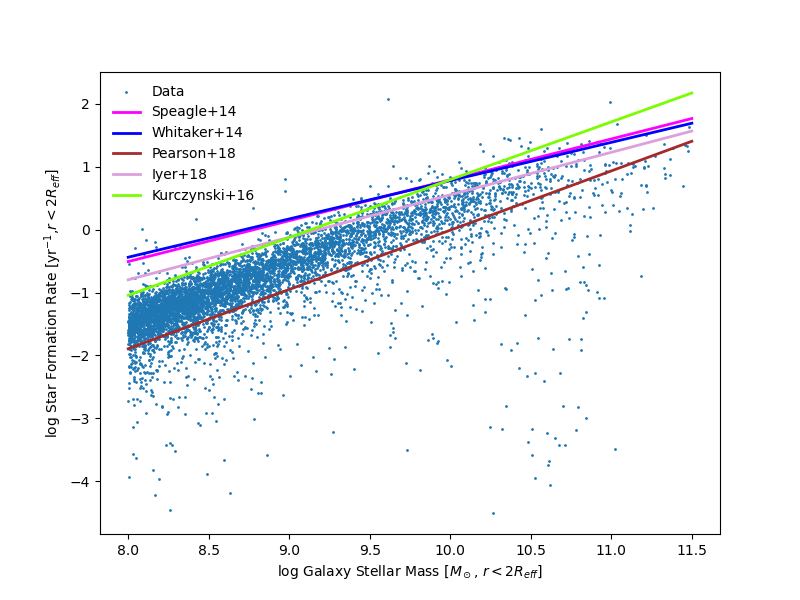 Data
Speagle+14
Whitaker+14
Pearson+18
Iyer+18
Kurczynski+16
2
1
0
−1
−2
−3
−4
log Star Formation Rate [yr⁻¹,r < 2R_eff]
8.0 8.5 9.0 9.5 10.0 10.5 11.0 11.5
log Galaxy Stellar Mass [M_⊙ , r < 2R_eff]